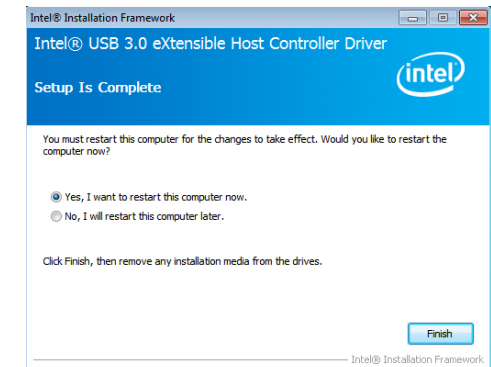 Intel® Installation Framework
Intel® USB 3.0 eXtensible Host Controller Driver
intel®
Setup Is Complete
You must restart this computer for the changes to take effect. Would you like to restart the
computer now?
Yes, I want to restart this computer now.
No, I will restart this computer later.
Click Finish, then remove any installation media from the drives.
Finish
Intel® Installation Framework